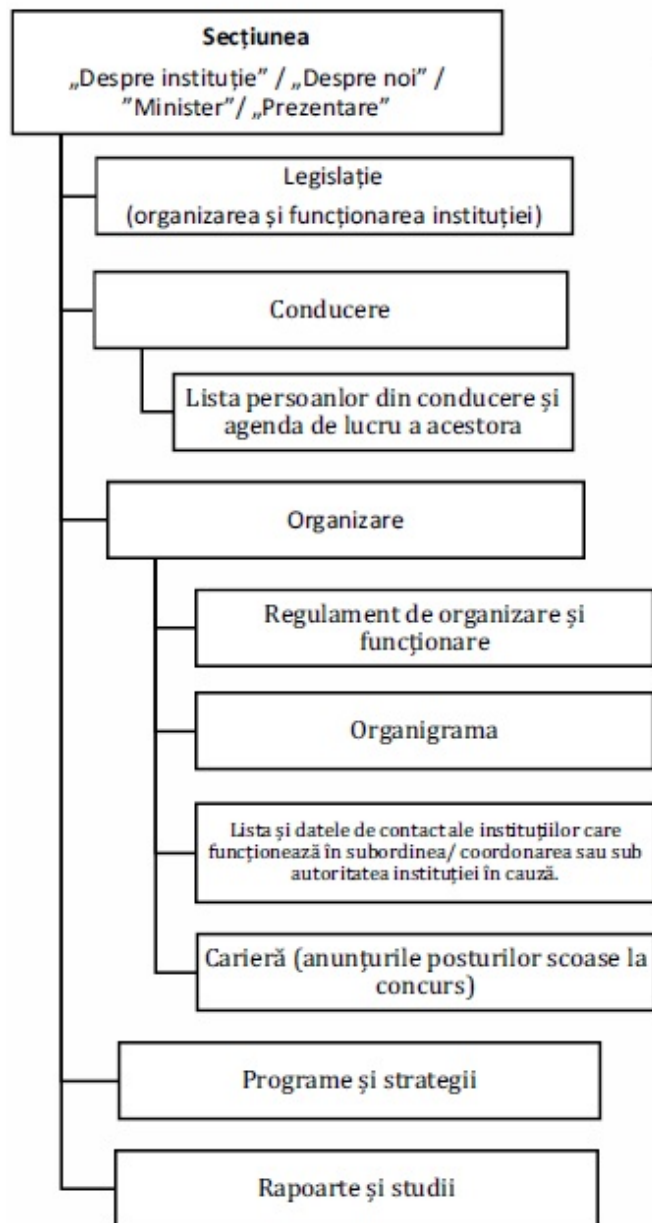 Secțiunea
„Despre instituție” / „Despre noi” /
”Minister”/ „Prezentare”
Legislație
(organizarea și funcționarea instituției)
Conducere
Lista persoanlor din conducere și
agenda de lucru a acestora
Organizare
Regulament de organizare și
funcționare
Organigrama
Lista și datele de contact ale instituțiilor care
funcționează în subordinea/ coordonarea sau sub
autoritatea instituției în cauză.
Carieră (anunțurile posturilor scoase la
concurs)
Programe și strategii
Rapoarte și studii